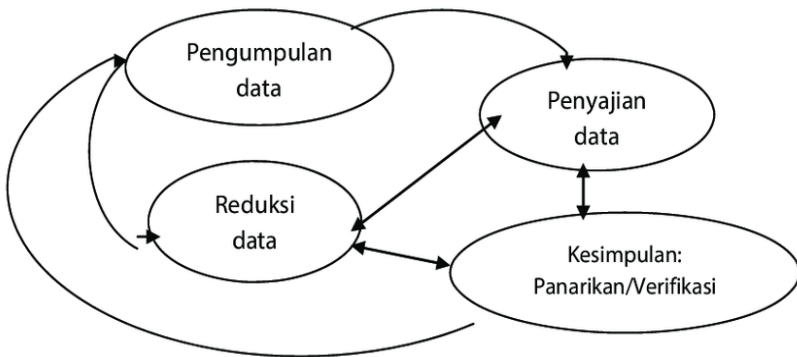 Pengumpulan
data
Penyajian
data
Reduksi
data
Kesimpulan:
Panarikan/Verifikasi